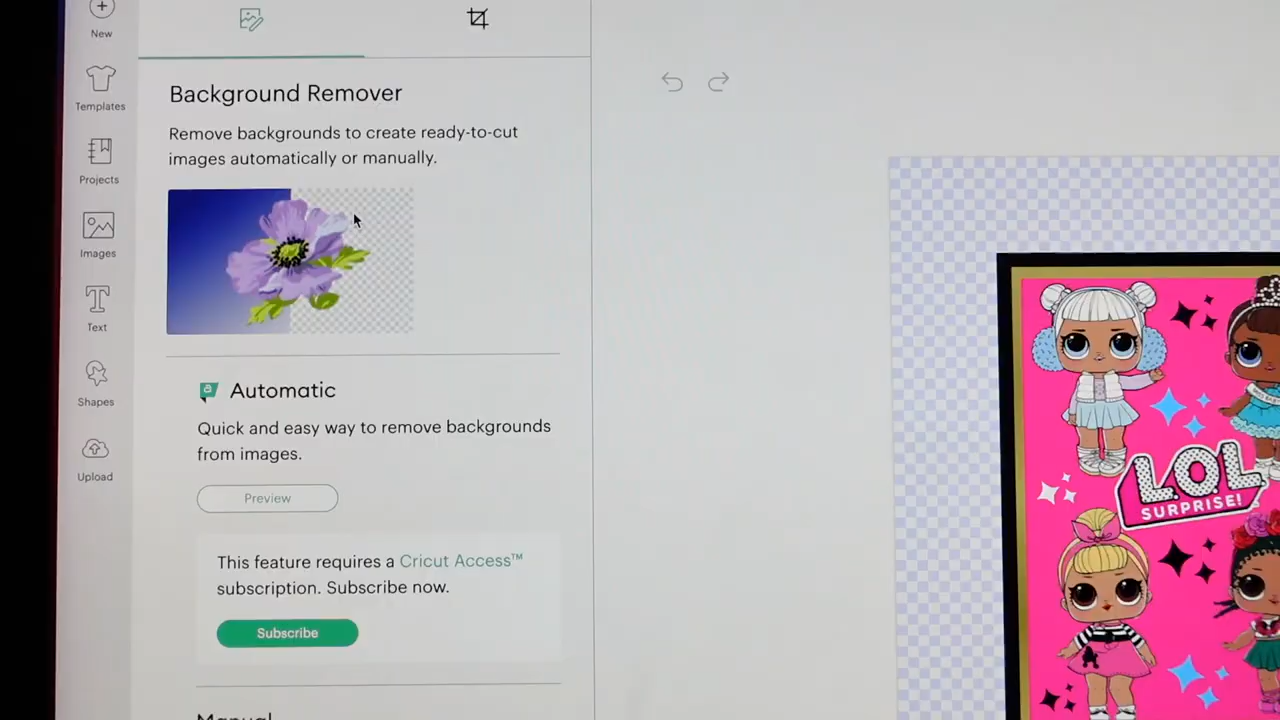 New
Templates
Projects
Images
Text
Shapes
Upload
Background Remover
Remove backgrounds to create ready-to-cut
images automatically or manually.
a
Automatic
Quick and easy way to remove backgrounds
from images.
Preview
This feature requires a Cricut Access™
subscription. Subscribe now.
Subscribe
Manual
L.O.L
SURPRISE!